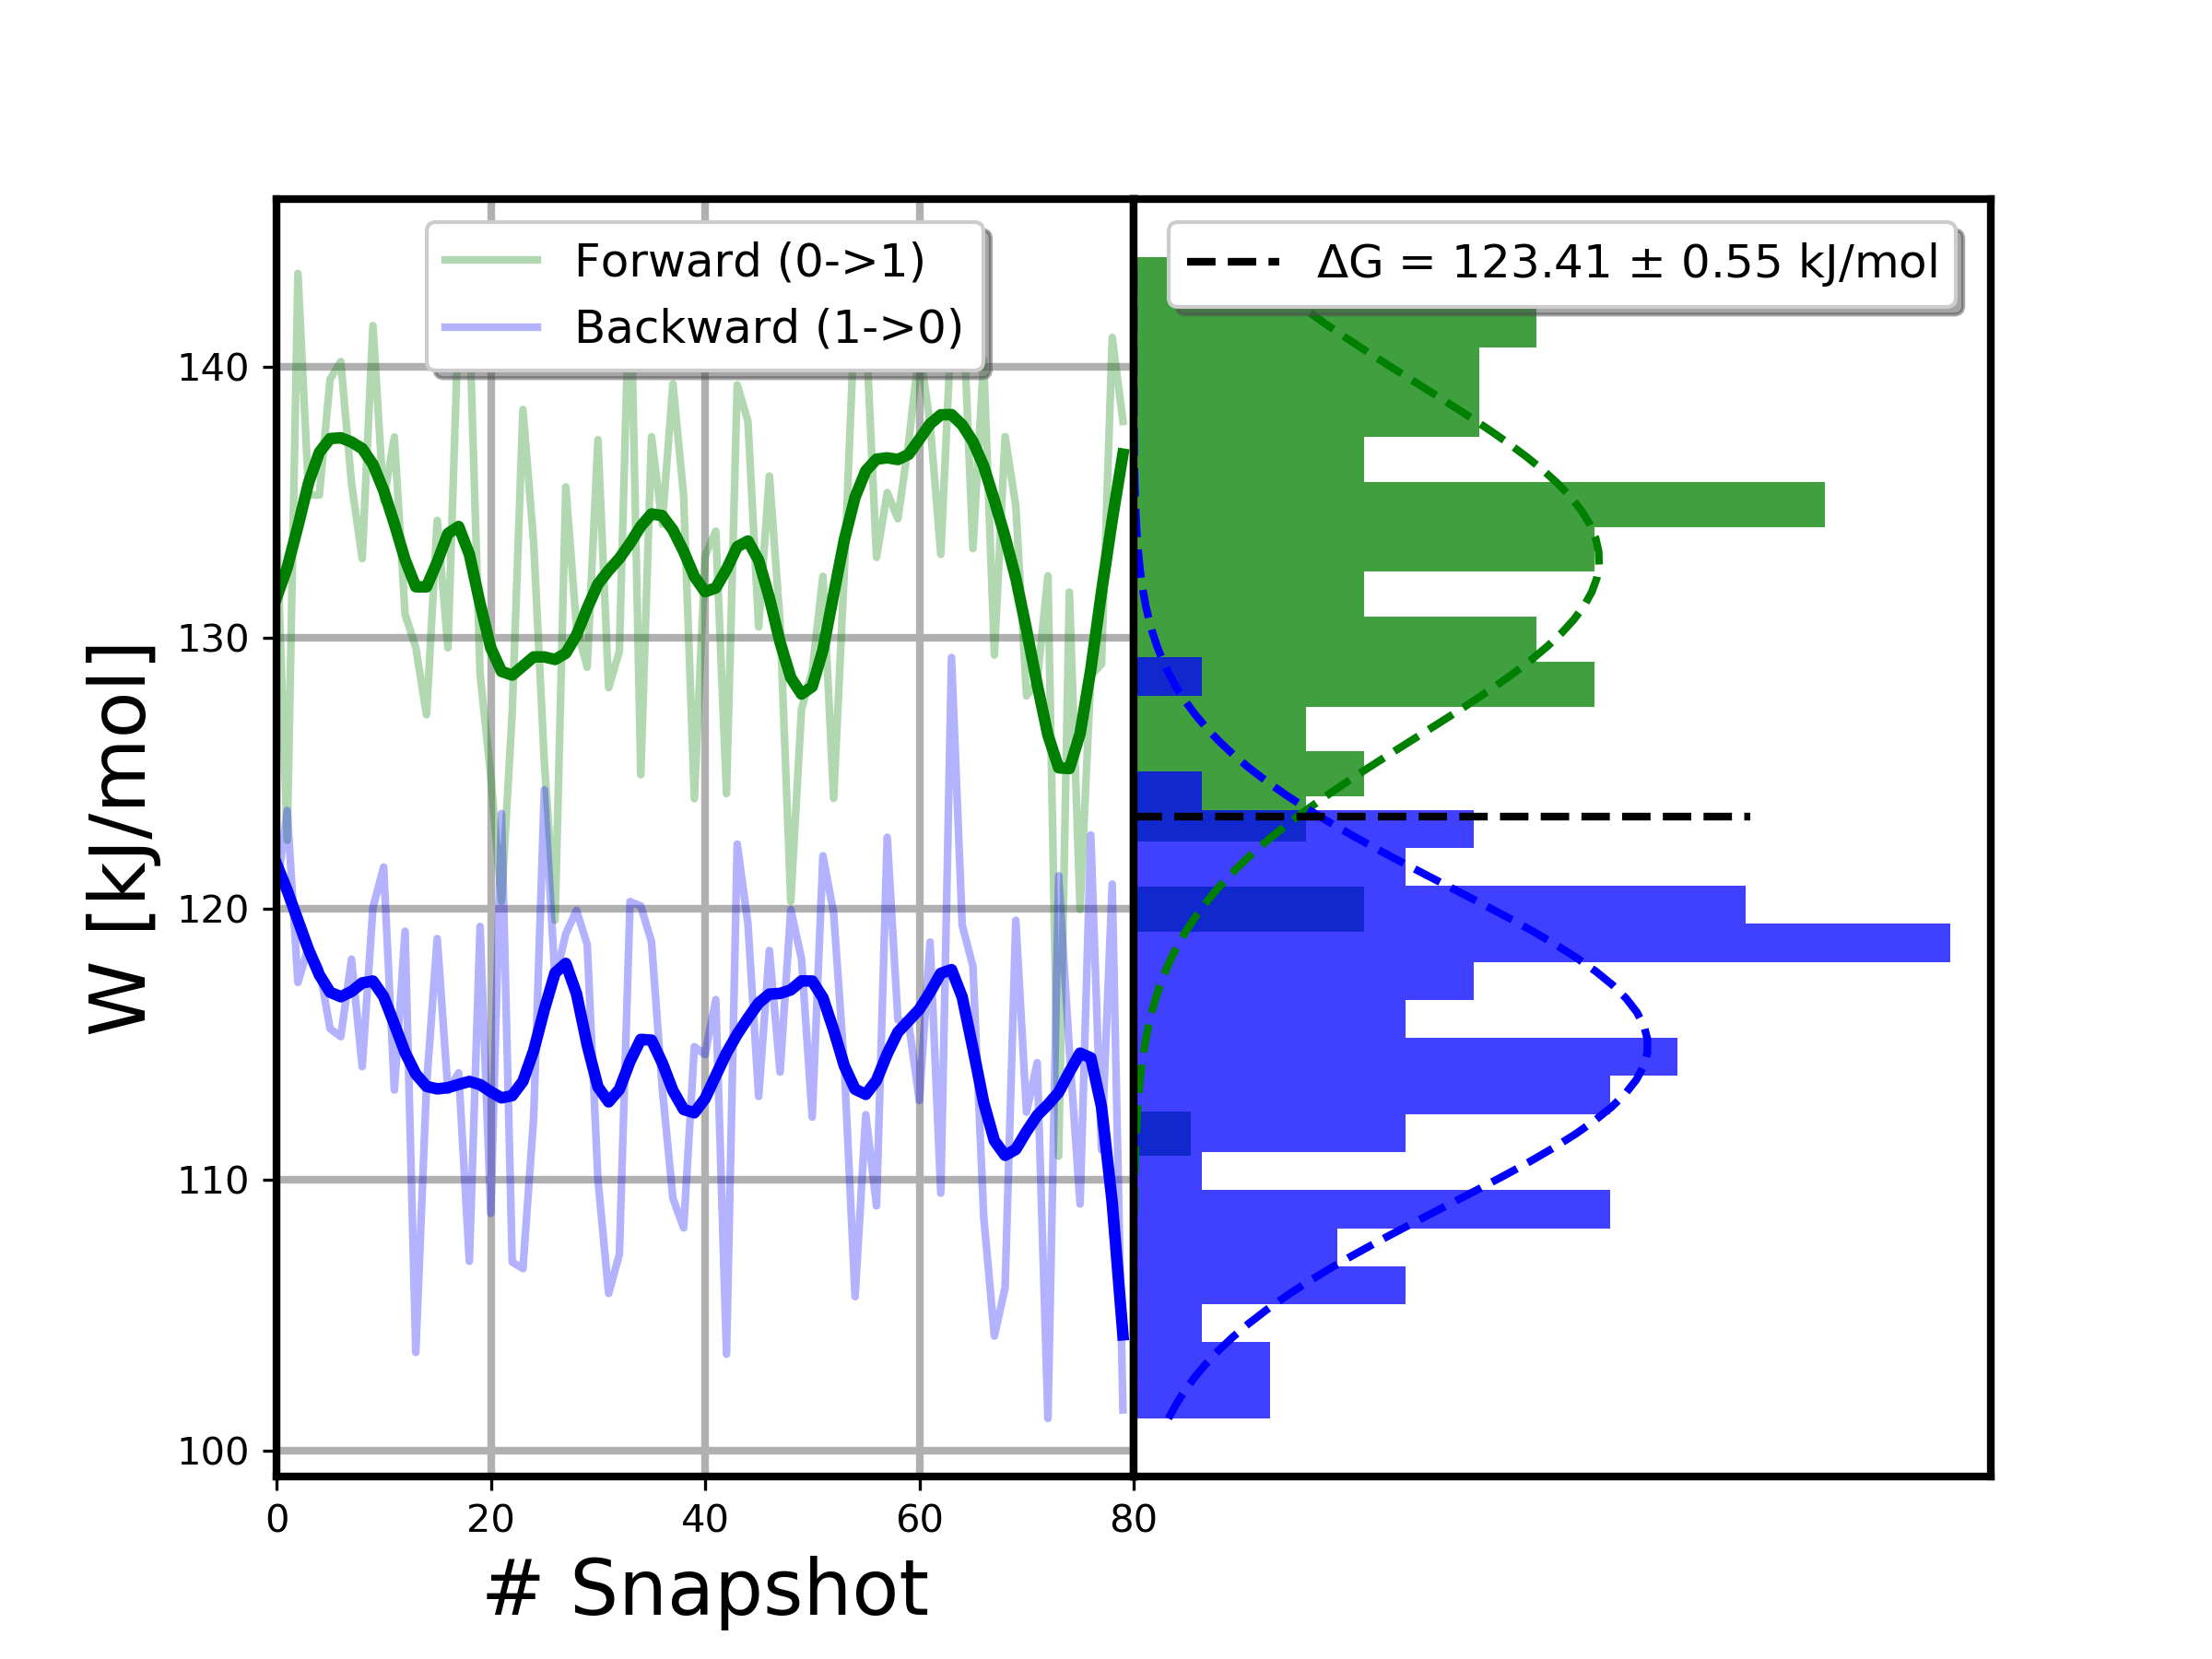 Forward (0->1)
Backward (1->0)
ΔG = 123.41 ± 0.55 kJ/mol
W [kJ/mol]
140
130
120
110
100
0 20 40 60 80
# Snapshot